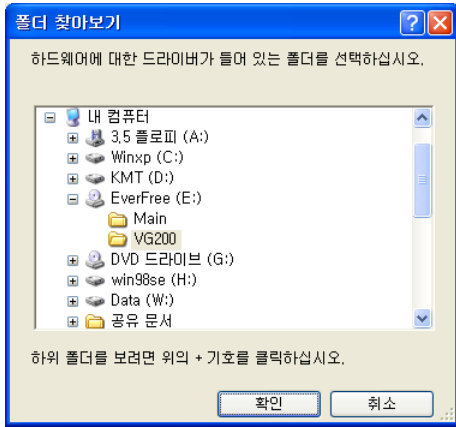 폴더 찾아보기
하드웨어에 대한 드라이버가 들어 있는 폴더를 선택하십시오.
내 컴퓨터
3.5 플로피 (A:)
Winxp (C:)
KMT (D:)
EverFree (E:)
Main
VG200
DVD 드라이브 (G:)
win98se (H:)
Data (W:)
공유 문서
하위 폴더를 보려면 위의 + 기호를 클릭하십시오.
확인
취소